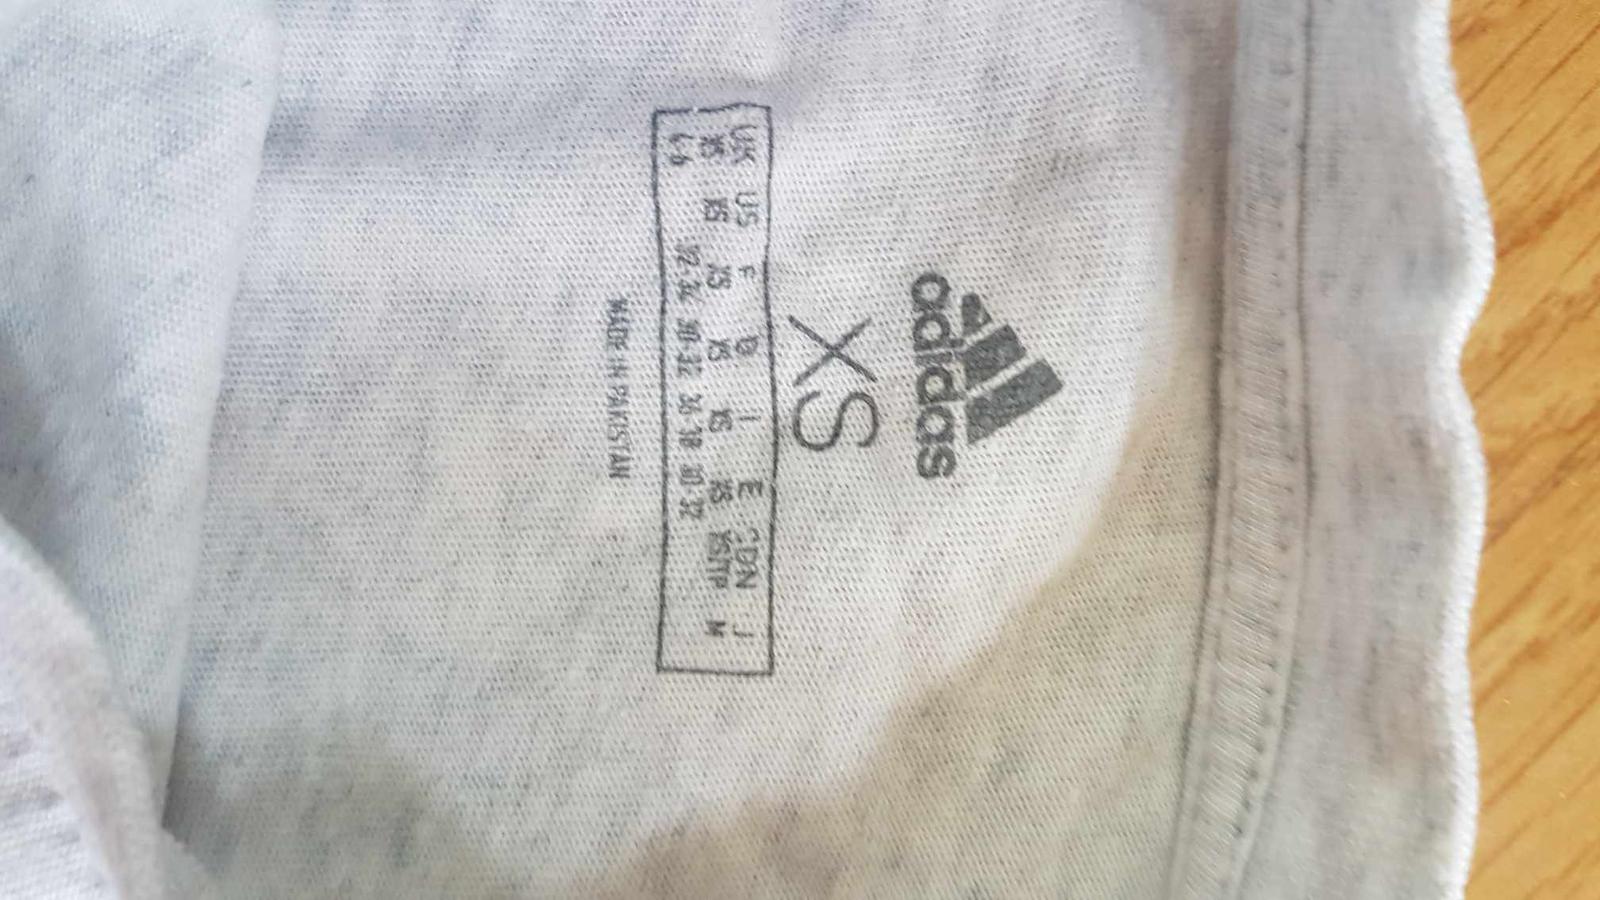 adidas
XS
UK US F D I E CDN J
XS XS XS XS XS XS XS/TP M
MADE IN PAKISTAN